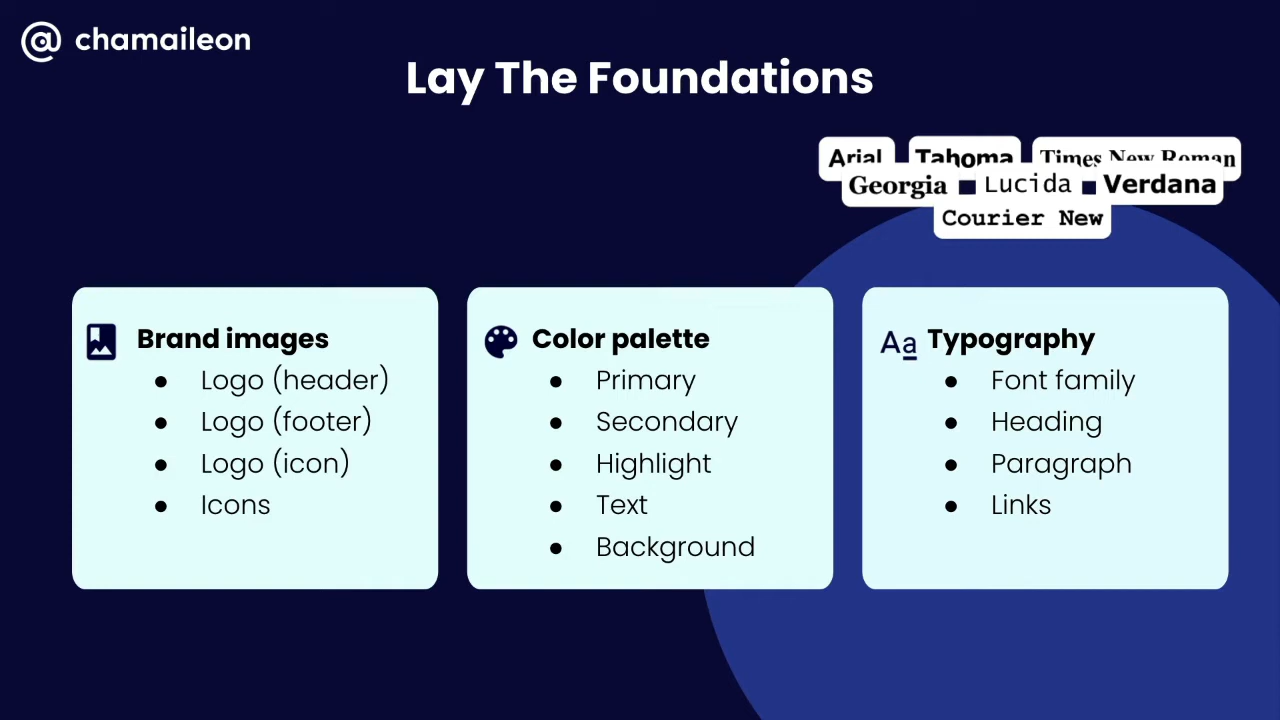 @ chamaileon
Lay The Foundations
Arial Tahoma Times New Roman
Georgia Lucida Verdana
Courier New
Brand images
● Logo (header)
● Logo (footer)
● Logo (icon)
● Icons
Color palette
● Primary
● Secondary
● Highlight
● Text
● Background
Aa Typography
● Font family
● Heading
● Paragraph
● Links